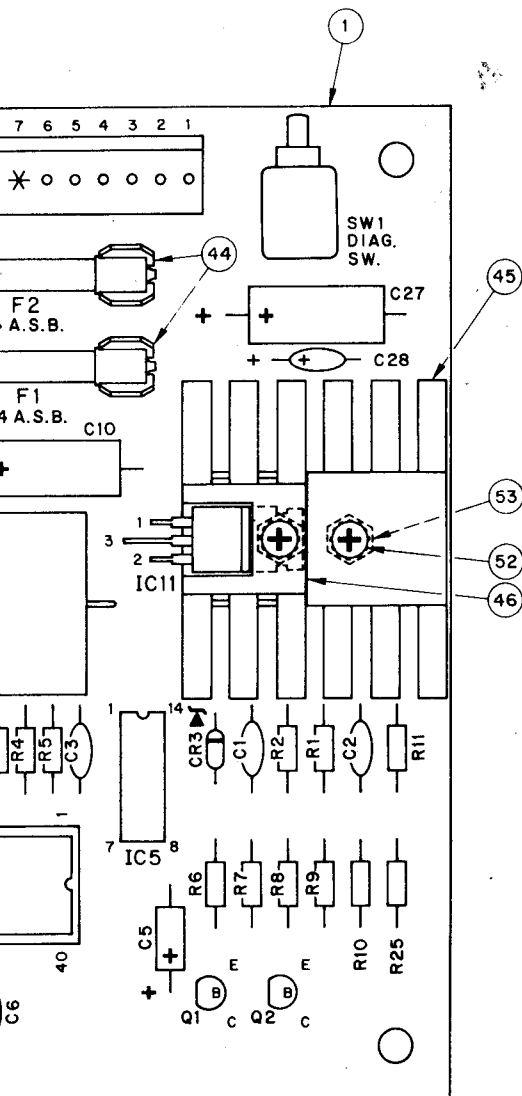 1
7 6 5 4 3 2 1
SW1
DIAG.
SW.
44
45
F2
A.S.B.
+ + C27
+ + C28
F1
4 A.S.B.
C10
+
1
3
2
IC11
53
52
46
1 14
R4 R5 C3
CR3 C1 R2 R1 C2 R11
7 8
IC5
1
40
R6 R7 R8 R9 R10 R25
C5 +
+
C6
E E
B B
Q1 C Q2 C